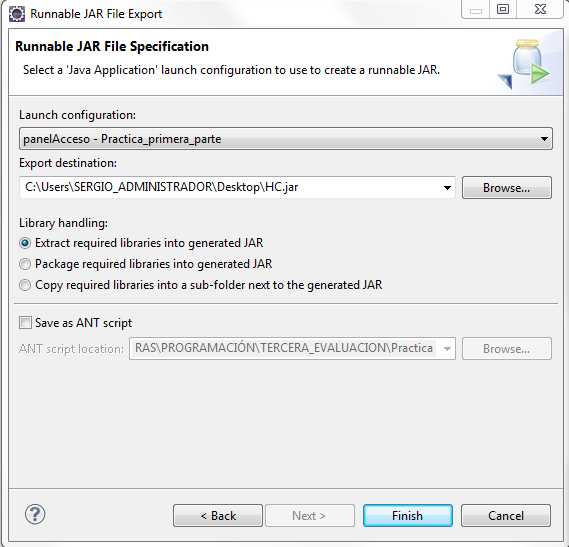 Runnable JAR File Export
Runnable JAR File Specification
Select a 'Java Application' launch configuration to use to create a runnable JAR.
Launch configuration:
panelAcceso - Practica_primera_parte
Export destination:
C:\Users\SERGIO_ADMINISTRADOR\Desktop\HC.jar
Browse...
Library handling:
Extract required libraries into generated JAR
Package required libraries into generated JAR
Copy required libraries into a sub-folder next to the generated JAR
Save as ANT script
ANT script location: RAS\PROGRAMACIÓN\TERCERA_EVALUACION\Practica Browse...
? < Back Next > Finish Cancel